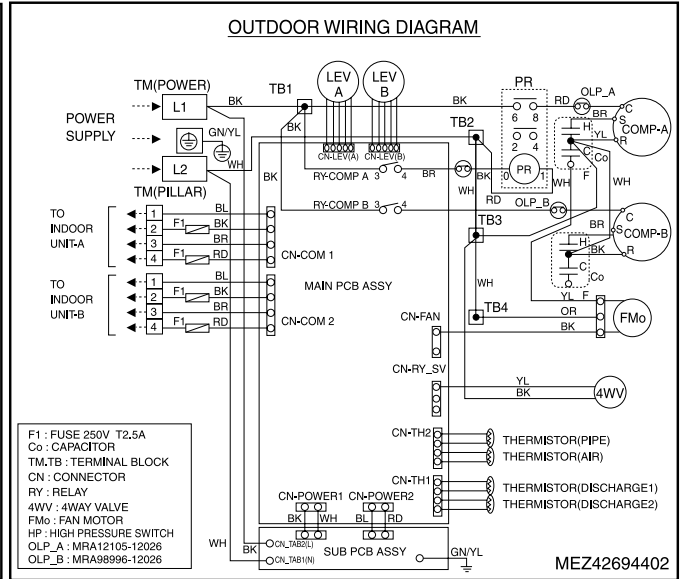 OUTDOOR WIRING DIAGRAM
TM(POWER)
POWER
SUPPLY
L1
GN/YL
L2
WH
TM(PILLAR)
BK
TB1
BK
LEV
A
LEV
B
CN-LEV(A) CN-LEV(B)
BK
RY-COMP A 3 4 BR
RY-COMP B 3 4
BK
PR
6 8
2 4
0 PR 1
RD
OLP_A
TB2
WH
RD
WH
OLP_B
C
S
R
COMP-A
BR
H
YL
C
Co
F
WH
BR
C
S
R
COMP-B
H
BK
C
Co
F
TB3
WH
TB4
YL
OR
BK
FMo
TO
INDOOR
UNIT-A
1 BL
2 F1 BK
3 BR
4 F1 RD
CN-COM 1
TO
INDOOR
UNIT-B
1 BL
2 F1 BK
3 BR
4 F1 RD
CN-COM 2
MAIN PCB ASSY
CN-FAN
CN-RY_SV
YL
BK
4WV
CN-TH2
THERMISTOR(PIPE)
THERMISTOR(AIR)
CN-TH1
THERMISTOR(DISCHARGE1)
THERMISTOR(DISCHARGE2)
CN-POWER1 CN-POWER2
BK WH BL RD
WH
BK
CN_TAB2(L)
CN_TAB1(N)
SUB PCB ASSY
GN/YL
F1 : FUSE 250V T2.5A
Co : CAPACITOR
TM.TB : TERMINAL BLOCK
CN : CONNECTOR
RY : RELAY
4WV : 4WAY VALVE
FMo : FAN MOTOR
HP : HIGH PRESSURE SWITCH
OLP_A : MRA12105-12026
OLP_B : MRA98996-12026
MEZ42694402